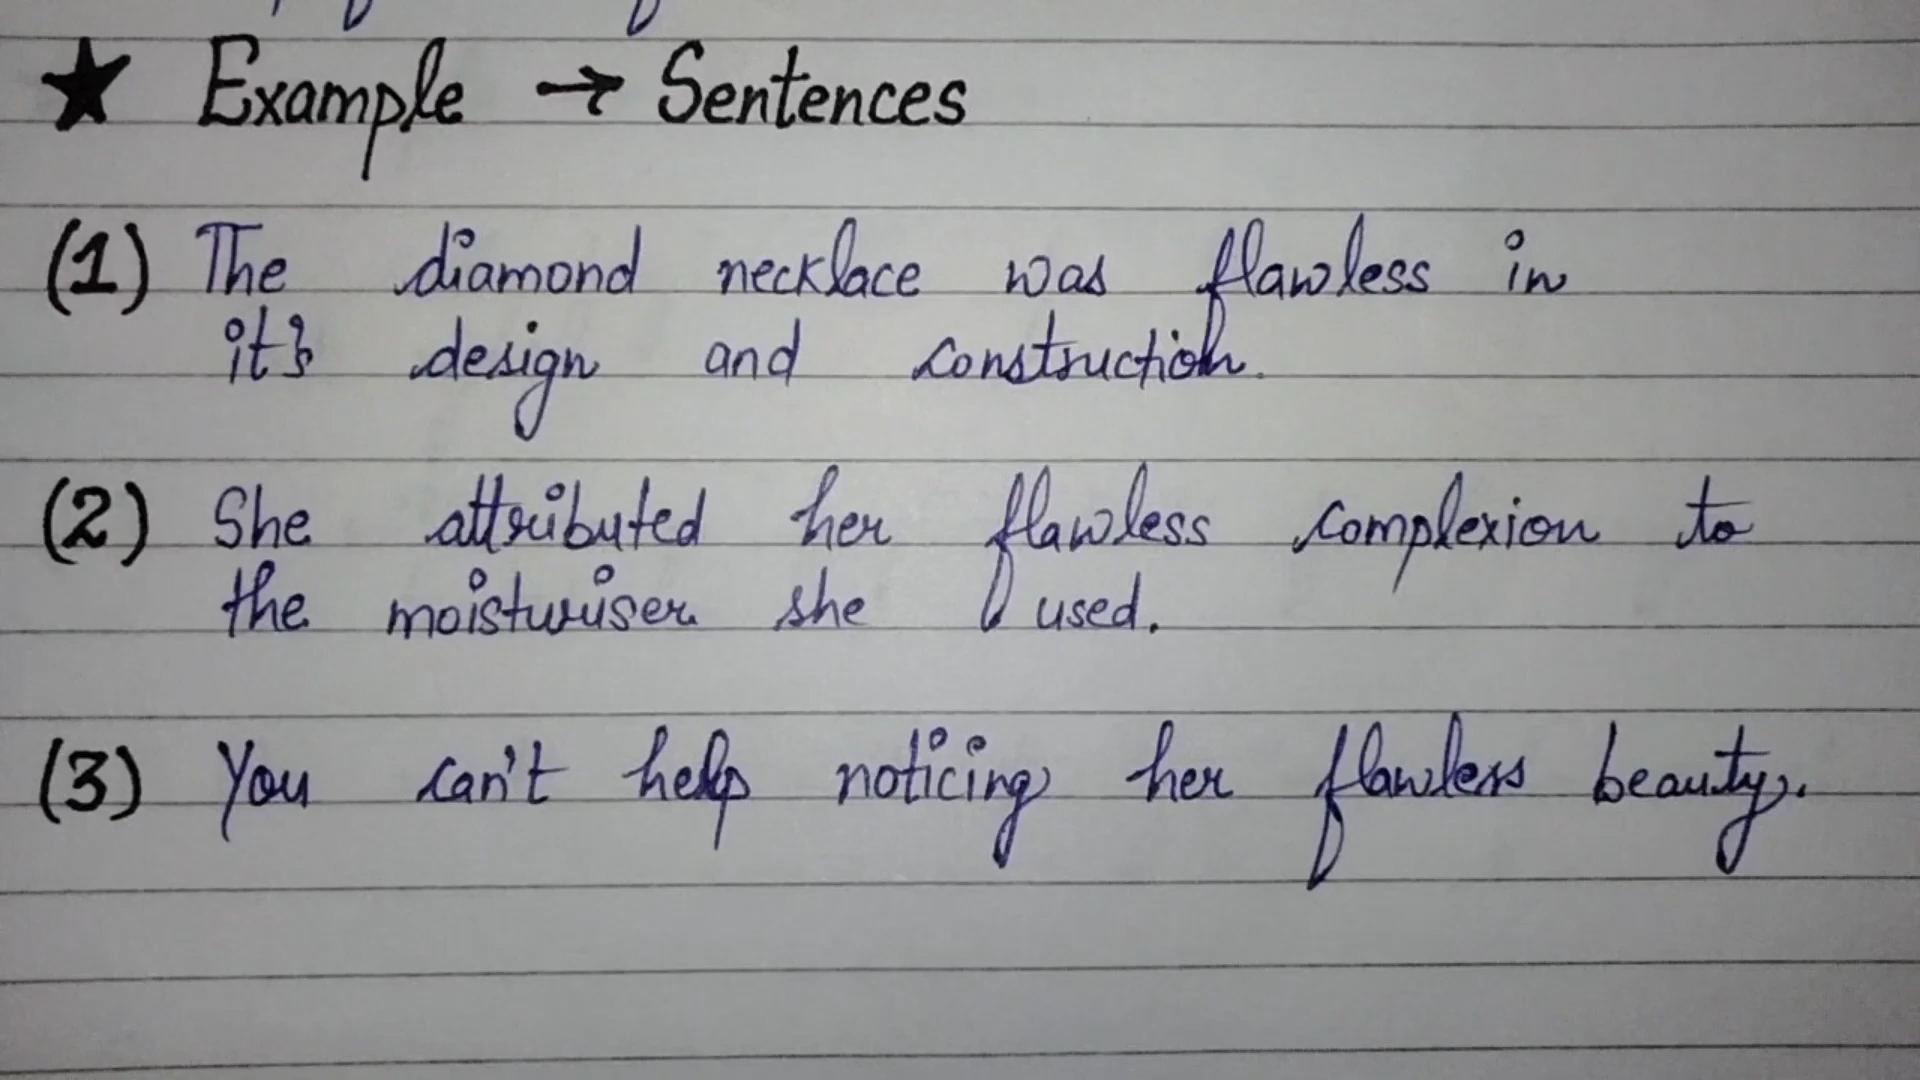 ★ Example → Sentences
(1) The diamond necklace was flawless in
it's design and construction.
(2) She attributed her flawless complexion to
the moisturiser she used.
(3) You can't help noticing her flawless beauty.